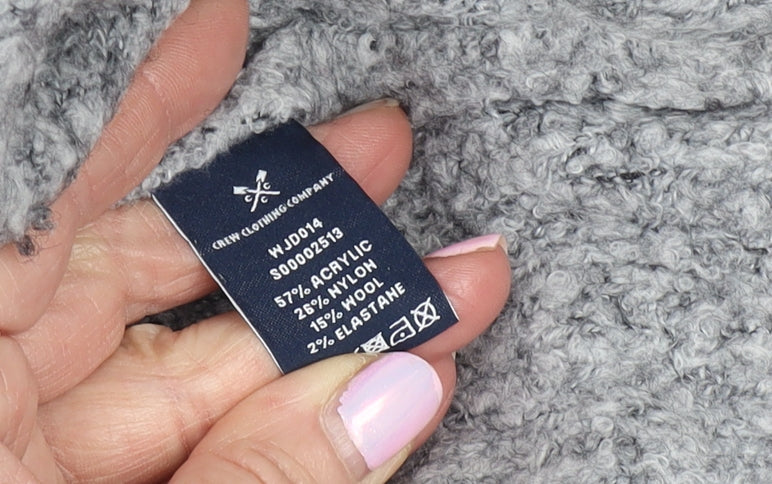 CREW CLOTHING COMPANY
WJD014
S00002513
57% ACRYLIC
26% NYLON
15% WOOL
2% ELASTANE